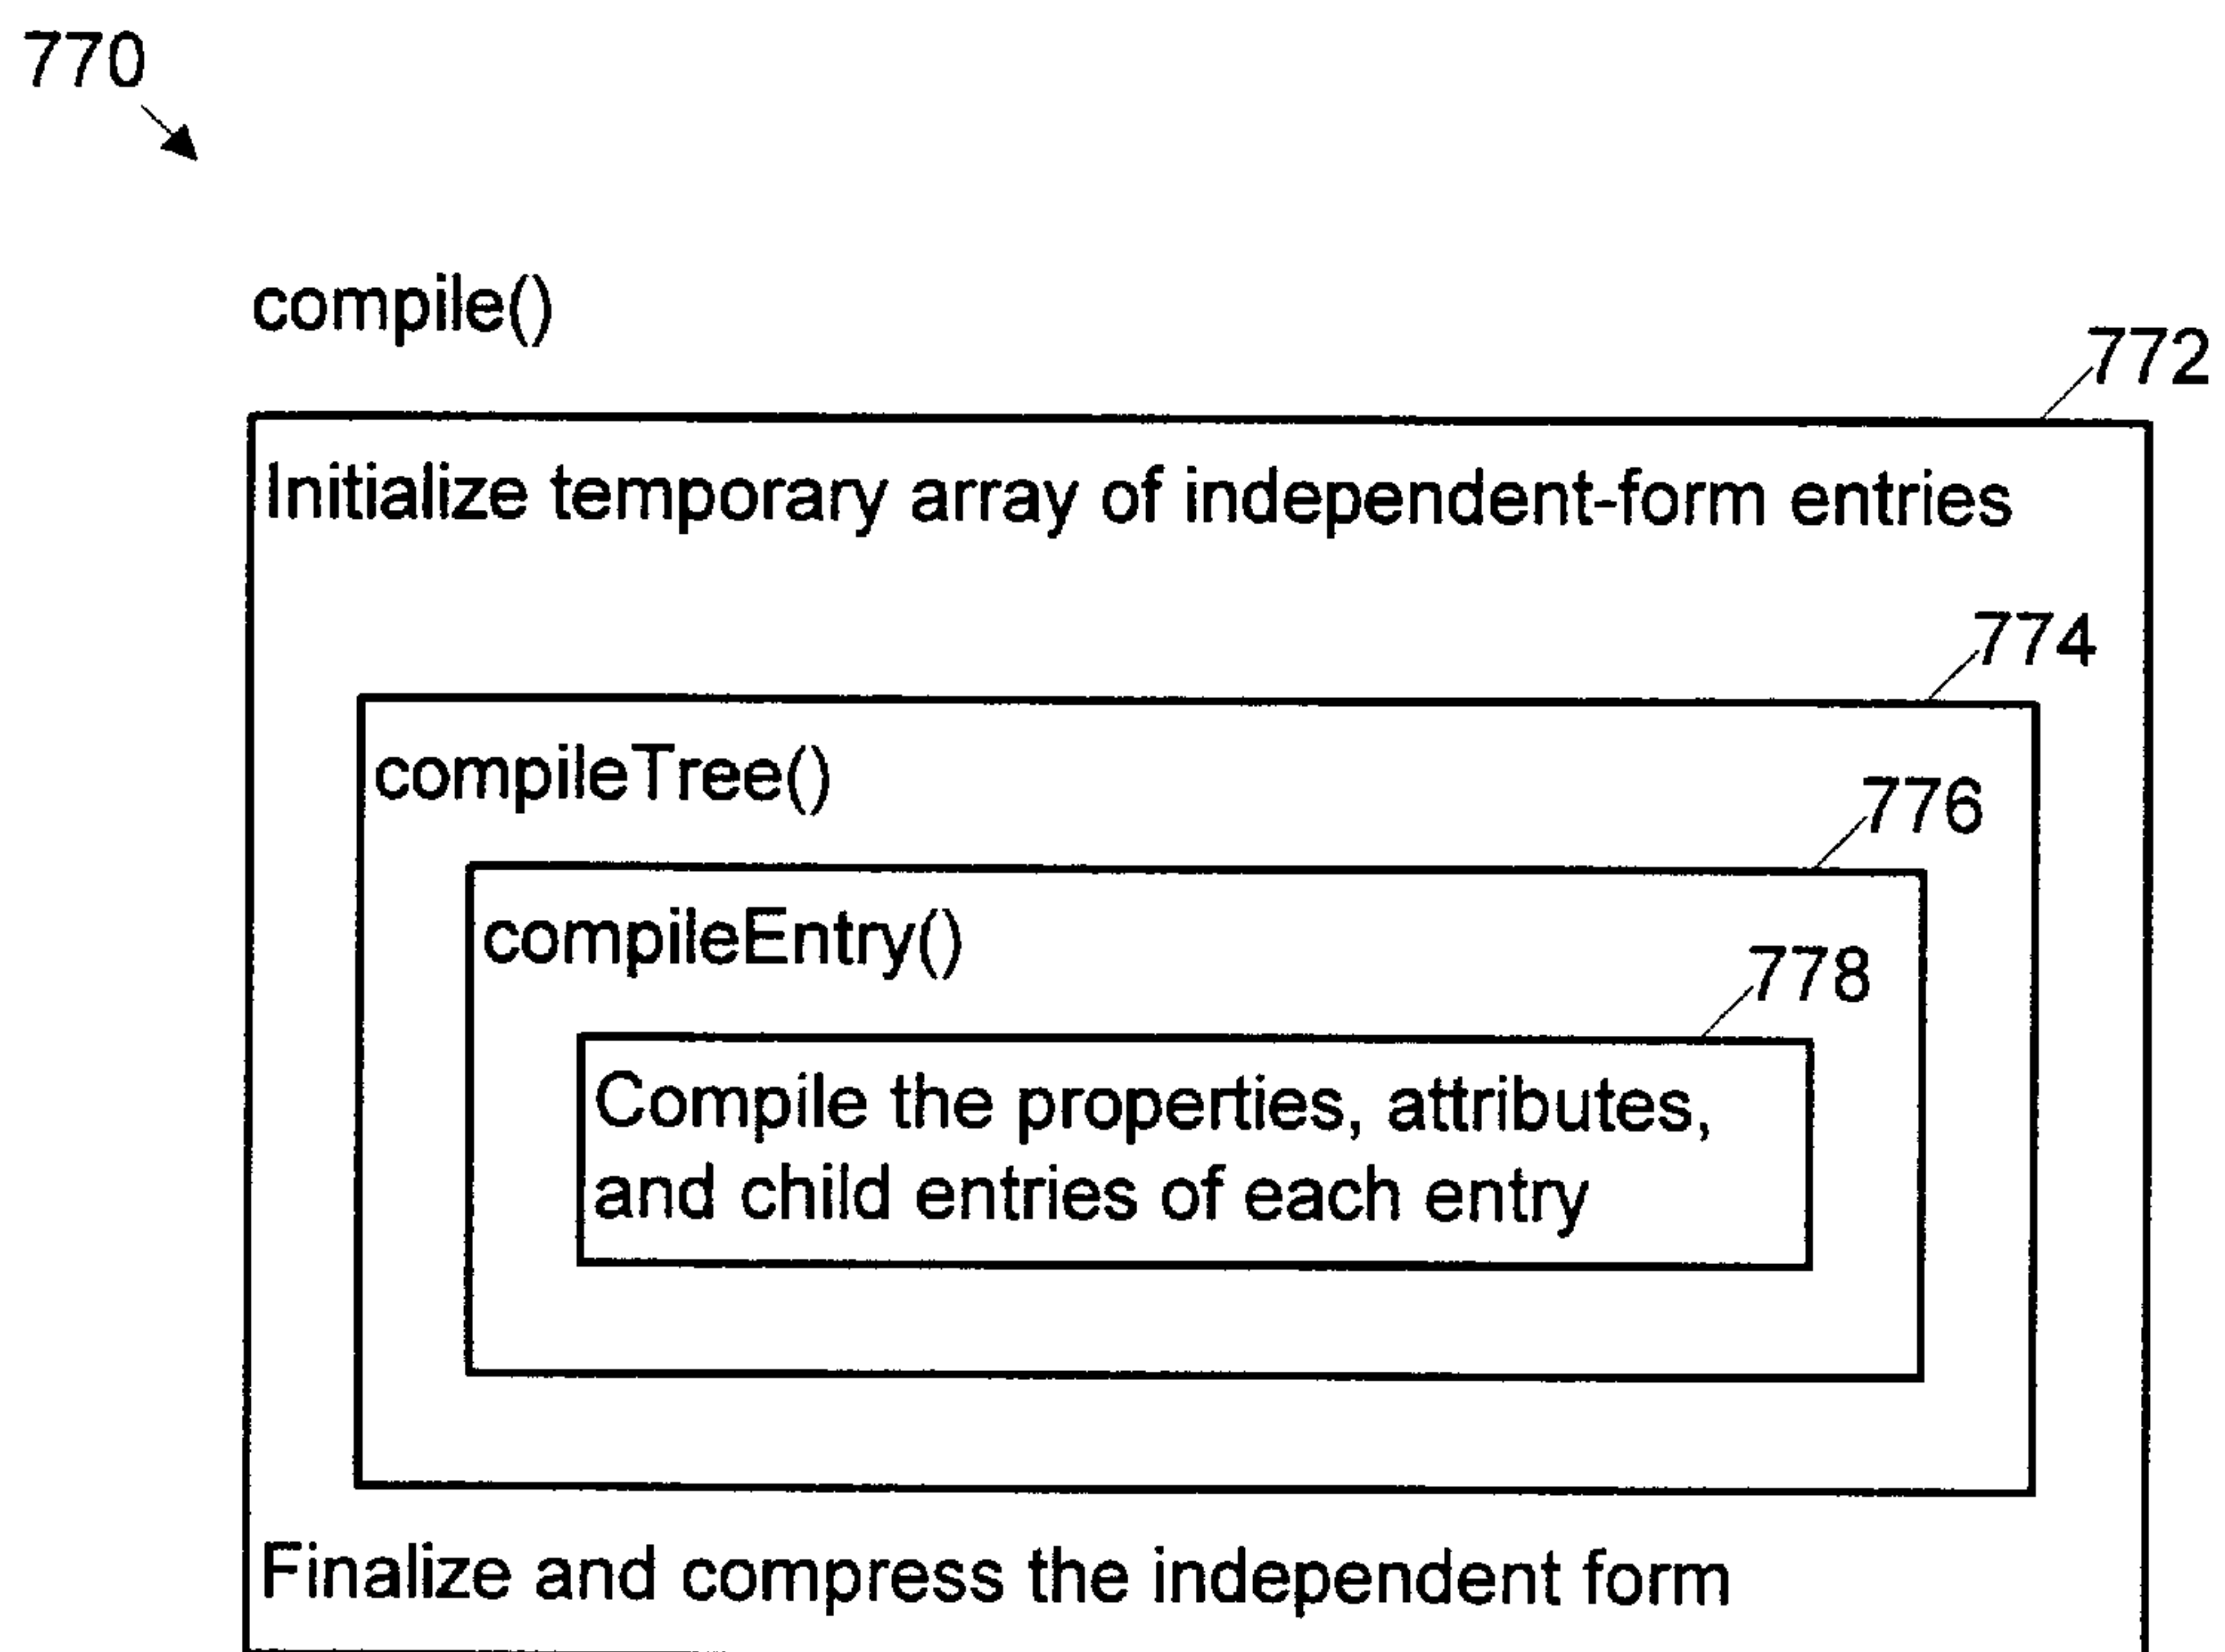 770
compile()
772
Initialize temporary array of independent-form entries
774
compileTree()
776
compileEntry()
778
Compile the properties, attributes,
and child entries of each entry
Finalize and compress the independent form